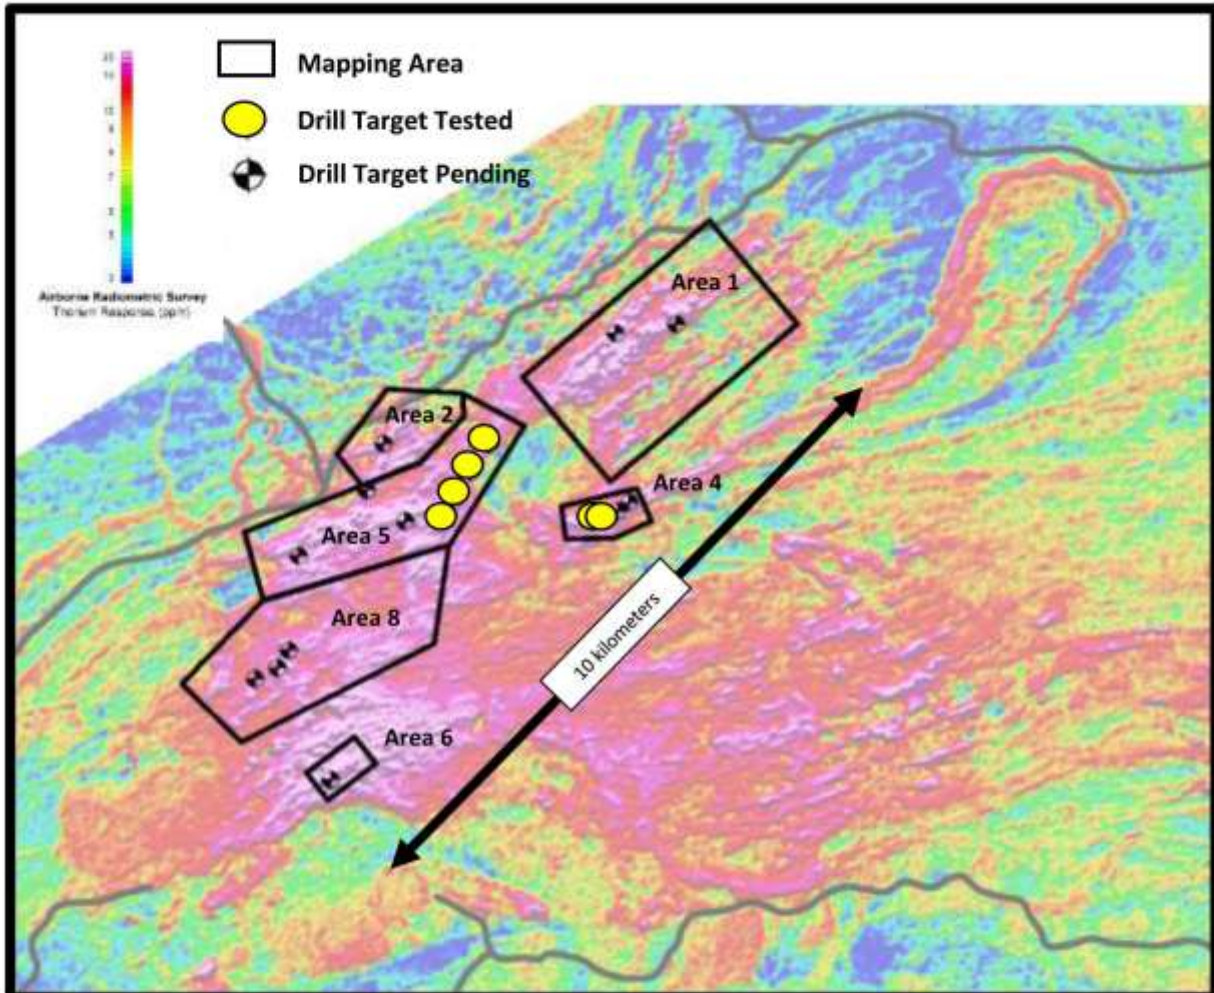 Mapping Area
Drill Target Tested
Drill Target Pending
Airborne Radiometric Survey
Thorium Response (ppm)
Area 1
Area 2
Area 4
Area 5
Area 8
10 kilometers
Area 6